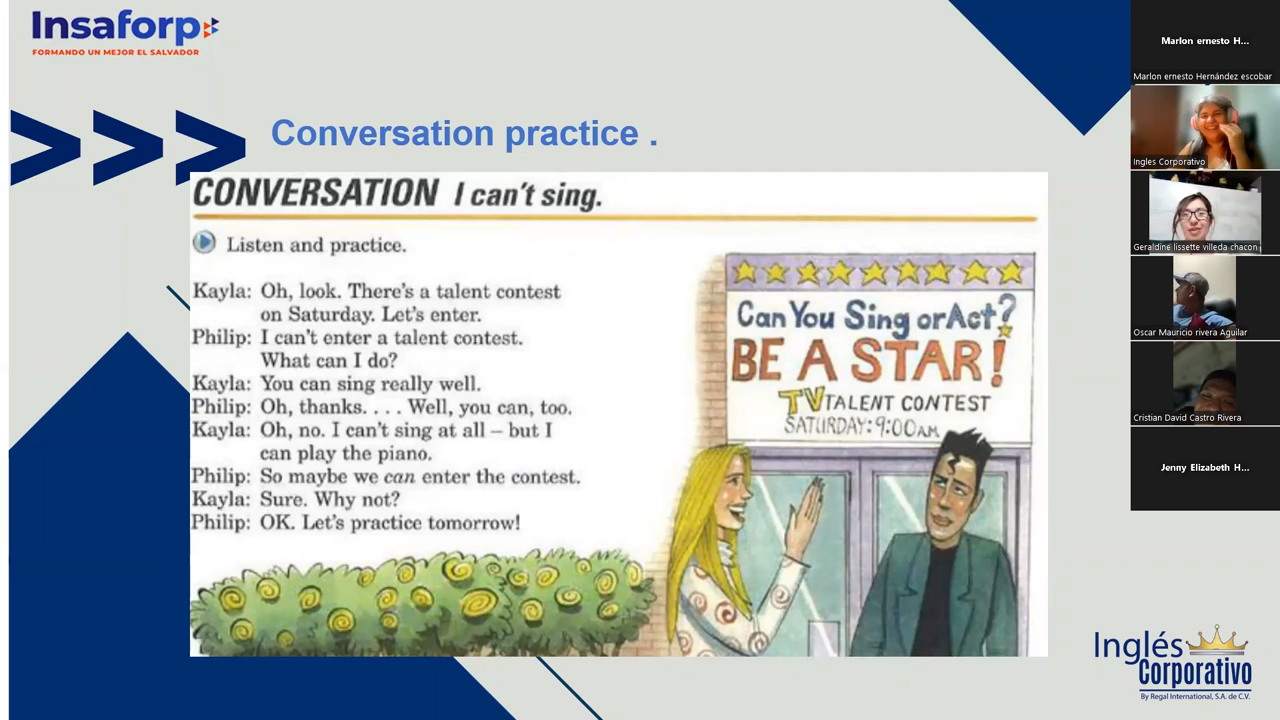 Insaforp
FORMANDO UN MEJOR EL SALVADOR
Conversation practice .
CONVERSATION I can't sing.
Listen and practice.
Kayla: Oh, look. There's a talent contest
on Saturday. Let's enter.
Philip: I can't enter a talent contest.
What can I do?
Kayla: You can sing really well.
Philip: Oh, thanks. . . . Well, you can, too.
Kayla: Oh, no. I can't sing at all – but I
can play the piano.
Philip: So maybe we can enter the contest.
Kayla: Sure. Why not?
Philip: OK. Let's practice tomorrow!
Can You Sing or Act?
BE A STAR!
TV TALENT CONTEST
SATURDAY: 9:00 AM
Marlon ernesto H...
Marlon ernesto Hernández escobar
Ingles Corporativo
Geraldine lissette villeda chacon
Oscar Mauricio rivera Aguilar
Cristian David Castro Rivera
Jenny Elizabeth H...
Inglés
Corporativo
By Regal International, S.A. de C.V.